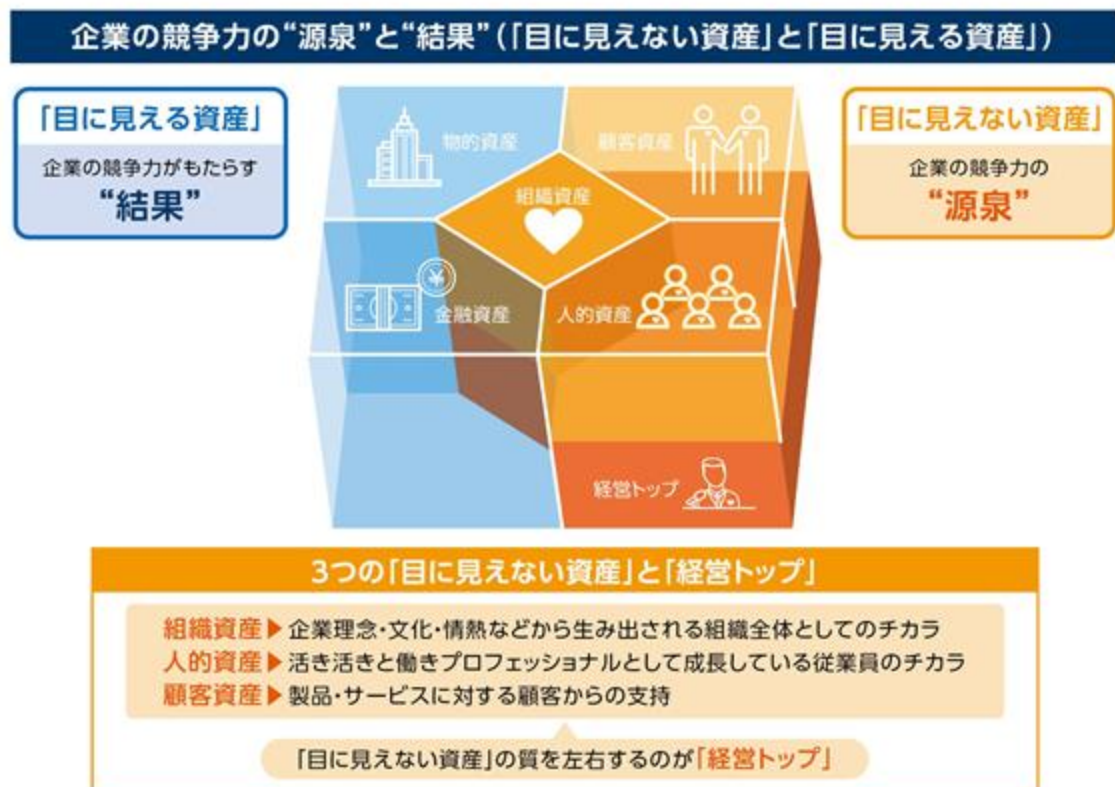 企業の競争力の“源泉”と“結果”(「目に見えない資産」と「目に見える資産」)
「目に見える資産」
企業の競争力がもたらす
“結果”
物的資産
顧客資産
組織資産
¥
金融資産
人的資産
経営トップ
「目に見えない資産」
企業の競争力の
“源泉”
3つの「目に見えない資産」と「経営トップ」
組織資産▶企業理念・文化・情熱などから生み出される組織全体としてのチカラ
人的資産▶活き活きと働きプロフェッショナルとして成長している従業員のチカラ
顧客資産▶製品・サービスに対する顧客からの支持
「目に見えない資産」の質を左右するのが「経営トップ」